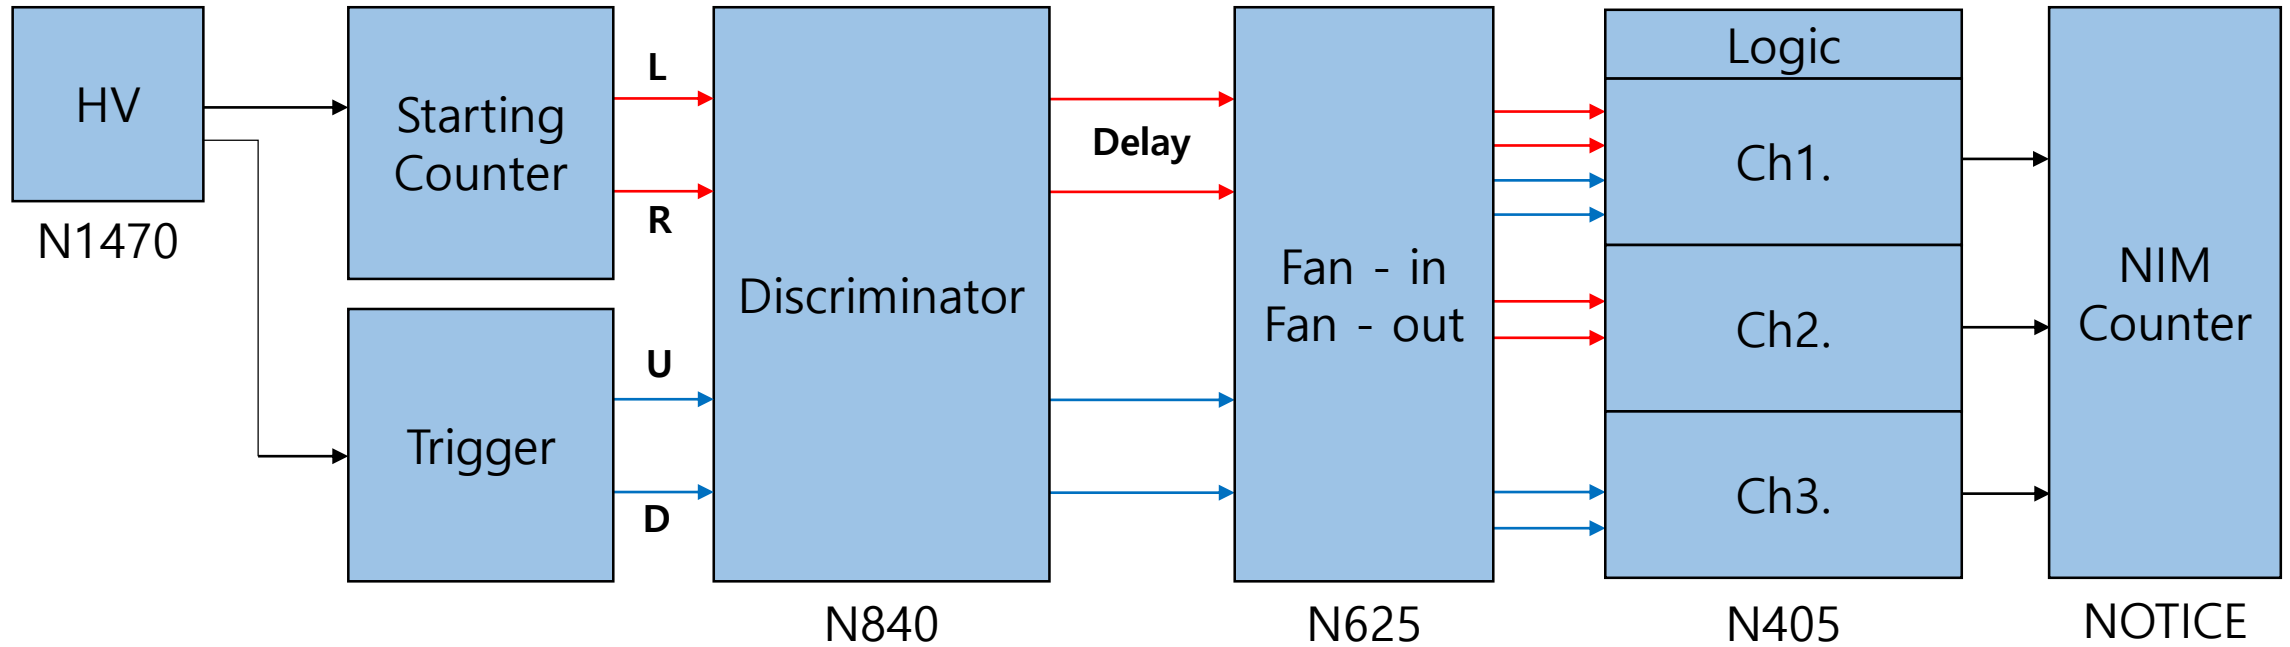 HV
N1470
Starting
Counter
Trigger
L
R
U
D
Discriminator
N840
Delay
Fan - in
Fan - out
N625
Logic
Ch1.
Ch2.
Ch3.
N405
NIM
Counter
NOTICE